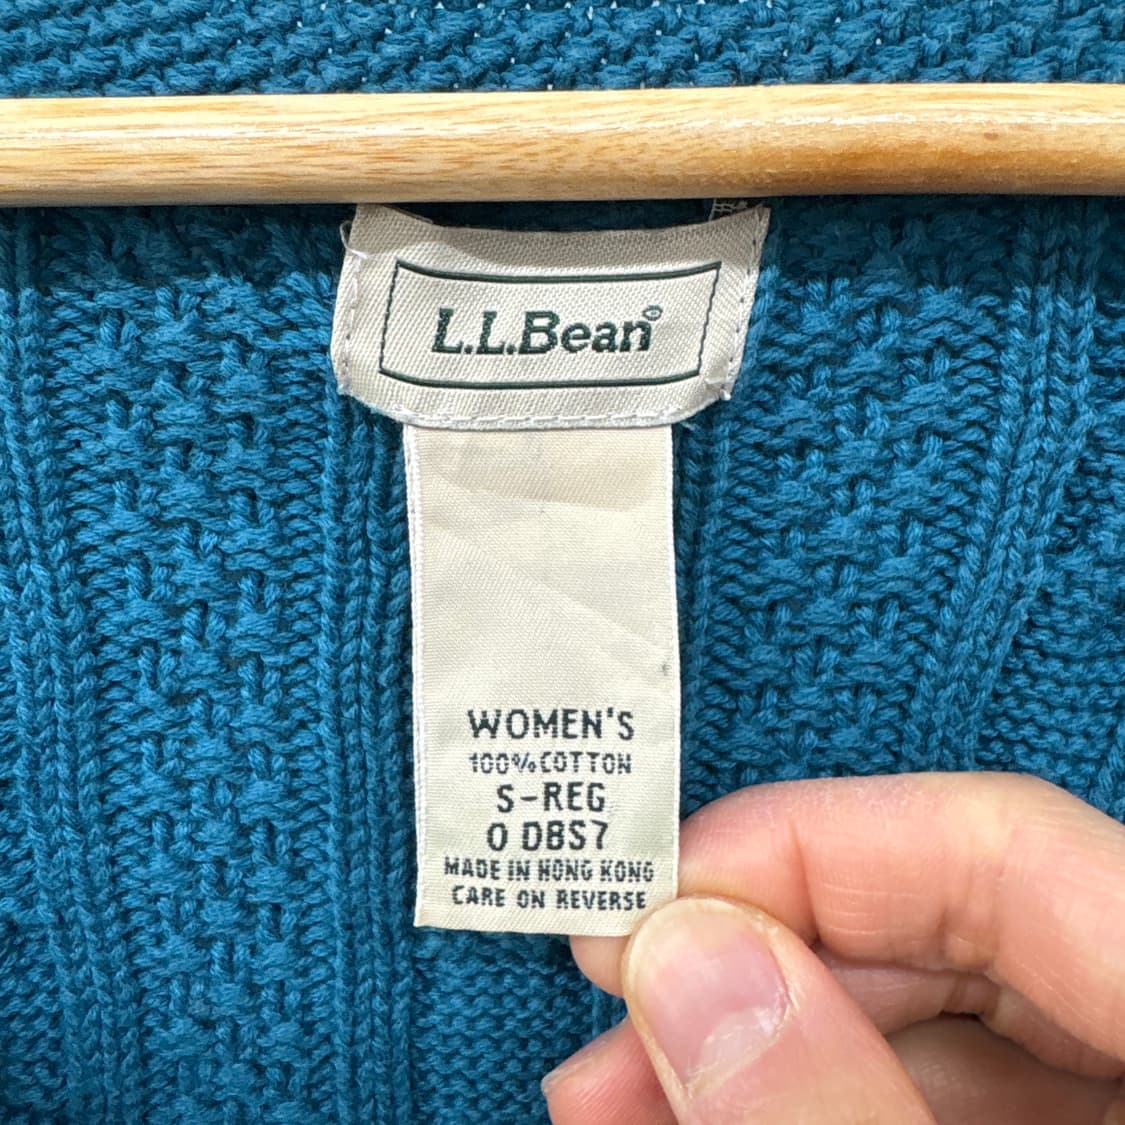 L.L.Bean®
WOMEN'S
100% COTTON
S-REG
0 DBS7
MADE IN HONG KONG
CARE ON REVERSE